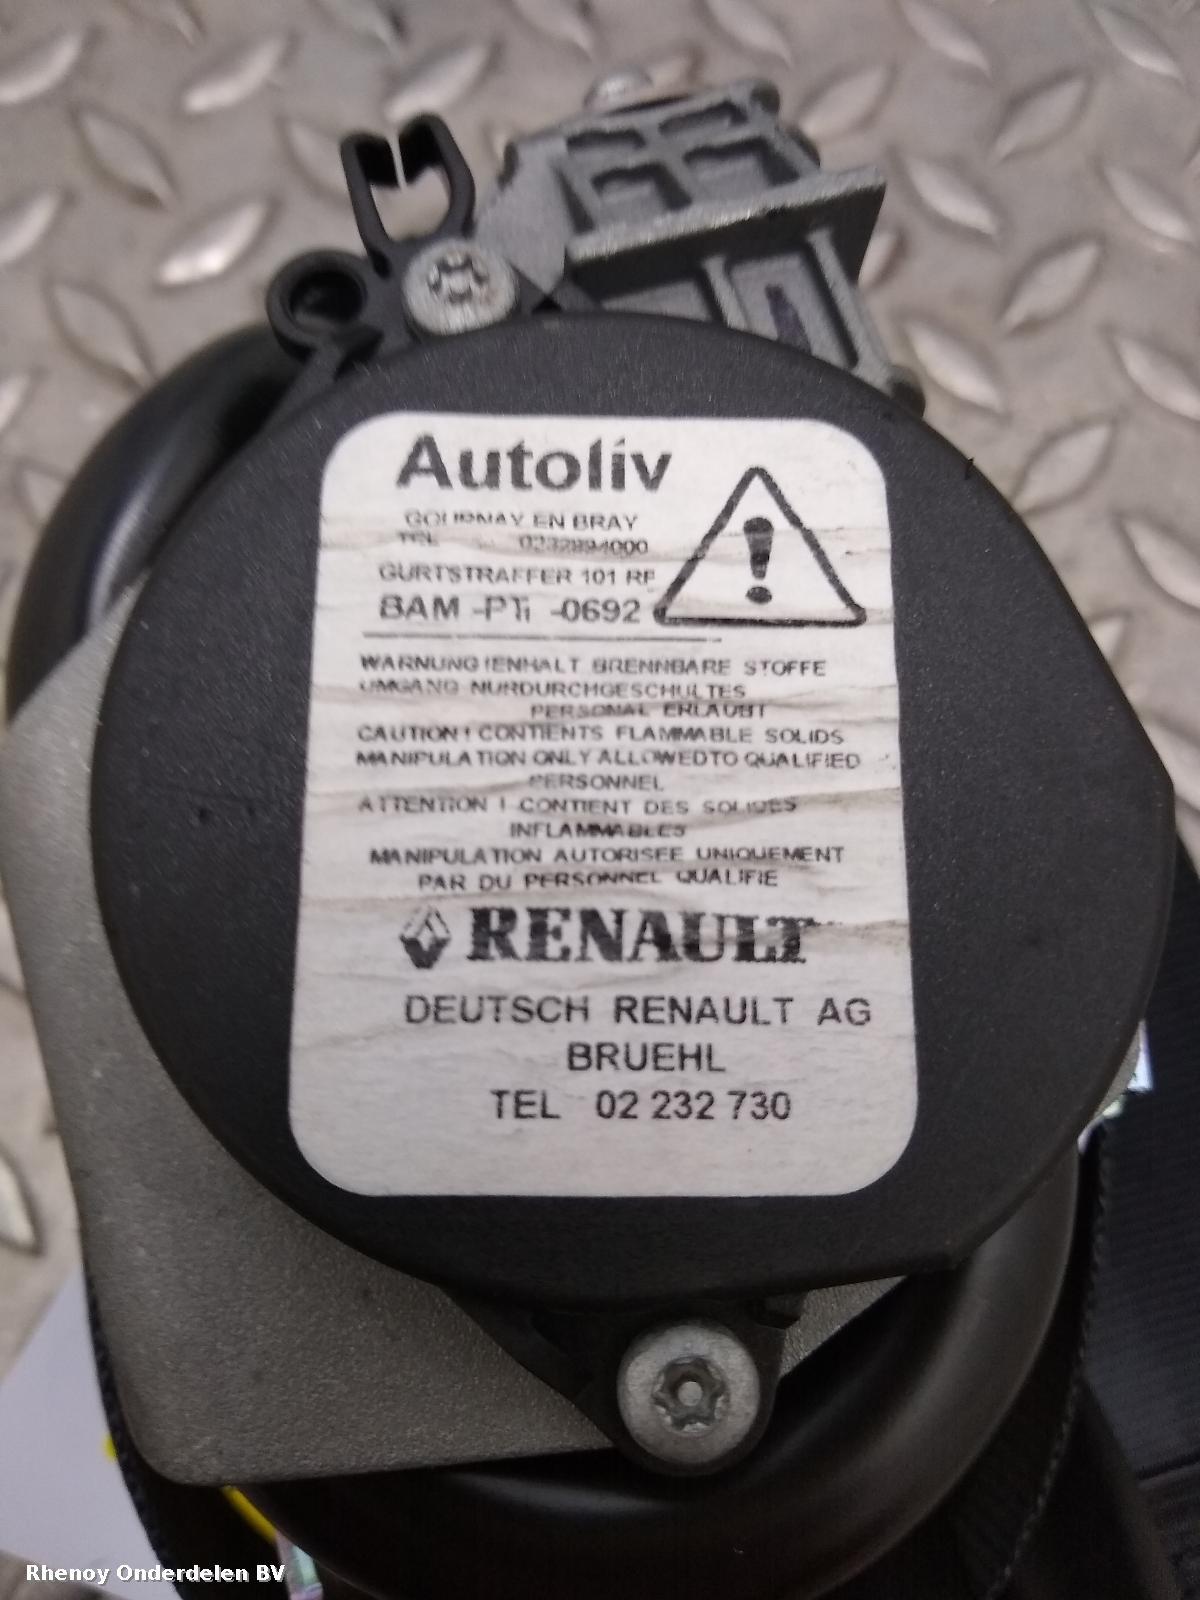 Autoliv
GOURNAY EN BRAY
TEL 0232894000
GURTSTRAFFER 101 RF
BAM -PTi -0692
WARNUNG !ENHALT BRENNBARE STOFFE
UMGANG NURDURCHGESCHULTES
PERSONAL ERLAUBT
CAUTION ! CONTIENTS FLAMMABLE SOLIDS
MANIPULATION ONLY ALLOWEDTO QUALIFIED
PERSONNEL
ATTENTION ! CONTIENT DES SOLIDES
INFLAMMABLES
MANIPULATION AUTORISEE UNIQUEMENT
PAR DU PERSONNEL QUALIFIE
RENAULT
DEUTSCH RENAULT AG
BRUEHL
TEL 02 232 730
Rhenoy Onderdelen BV